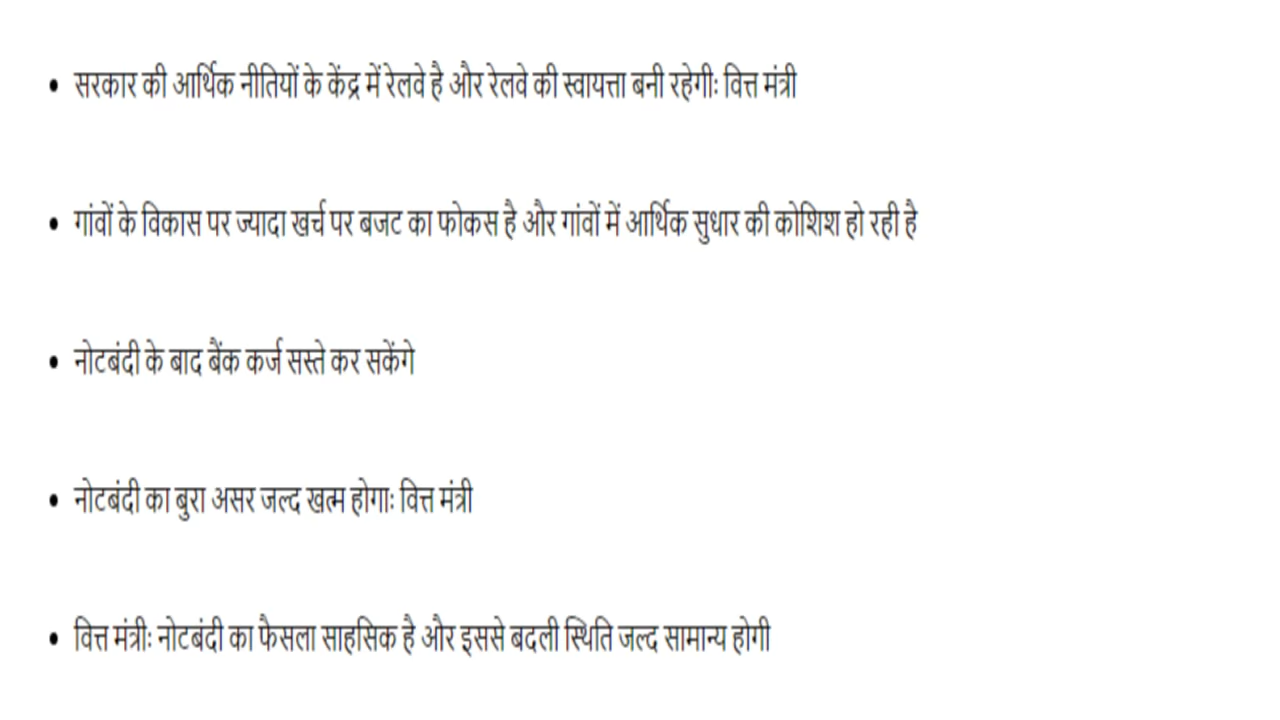 • सरकार की आर्थिक नीतियों के केंद्र में रेलवे है और रेलवे की स्वायत्ता बनी रहेगीः वित्त मंत्री
• गांवों के विकास पर ज्यादा खर्च पर बजट का फोकस है और गांवों में आर्थिक सुधार की कोशिश हो रही है
• नोटबंदी के बाद बैंक कर्ज सस्ते कर सकेंगे
• नोटबंदी का बुरा असर जल्द खत्म होगाः वित्त मंत्री
• वित्त मंत्रीः नोटबंदी का फैसला साहसिक है और इससे बदली स्थिति जल्द सामान्य होगी